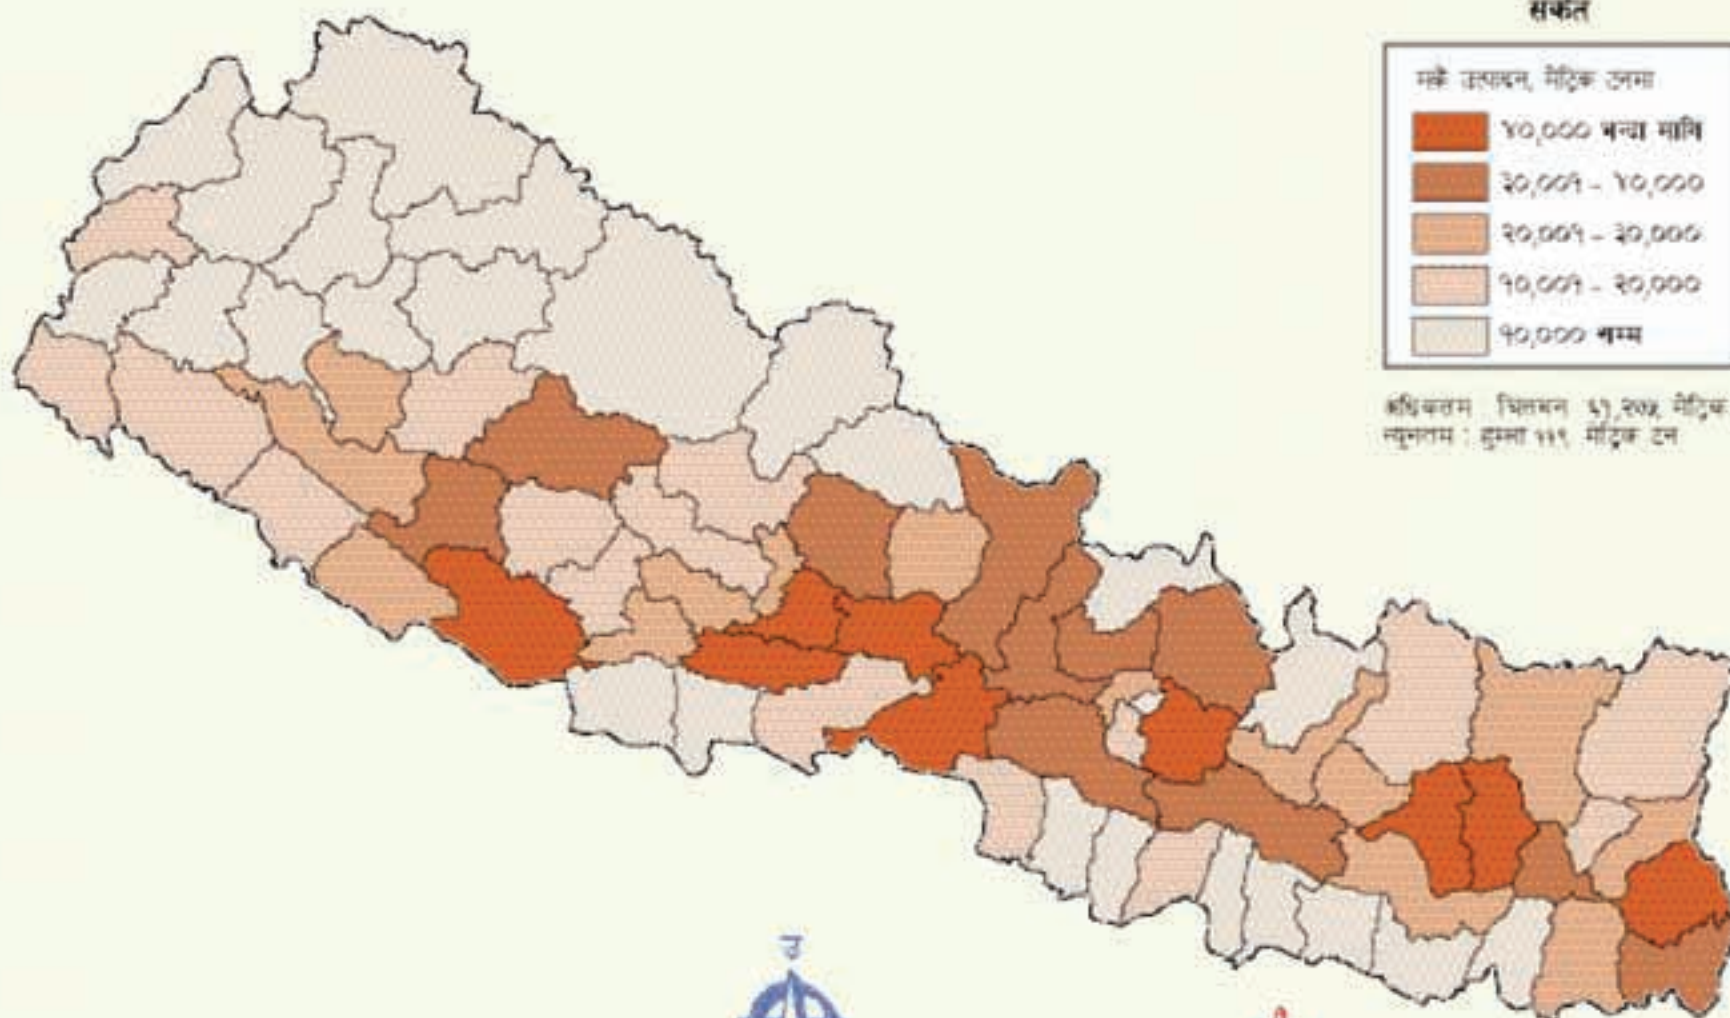 संकेत
मकै उत्पादन, मेट्रिक टनमा
४०,००० भन्दा माथि
३०,००१ - ४०,०००
२०,००१ - ३०,०००
१०,००१ - २०,०००
१०,००० सम्म
अधिकतम चितवन मेट्रिक
न्यूनतम : हुम्ला ११९ मेट्रिक टन
उ